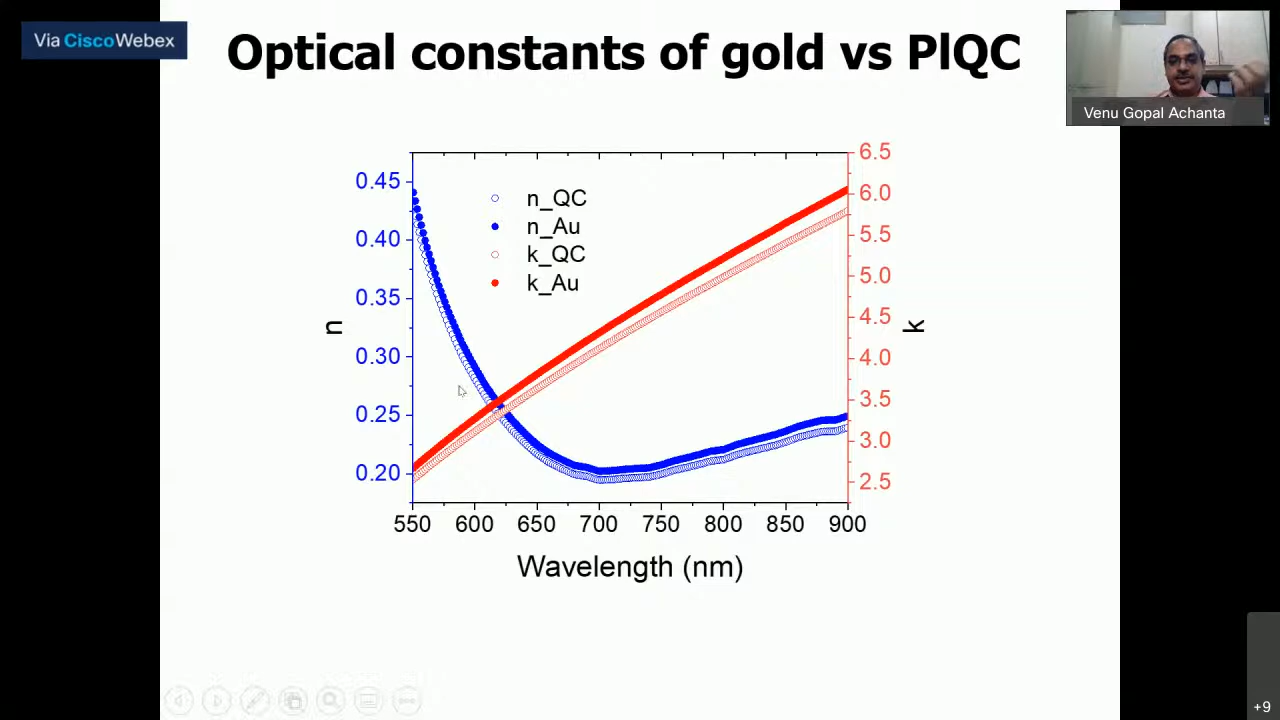 Via Cisco Webex
Optical constants of gold vs PlQC
Venu Gopal Achanta
n_QC
n_Au
k_QC
k_Au
0.45
0.40
0.35
0.30
0.25
0.20
n
6.5
6.0
5.5
5.0
4.5
4.0
3.5
3.0
2.5
k
550 600 650 700 750 800 850 900
Wavelength (nm)
+9